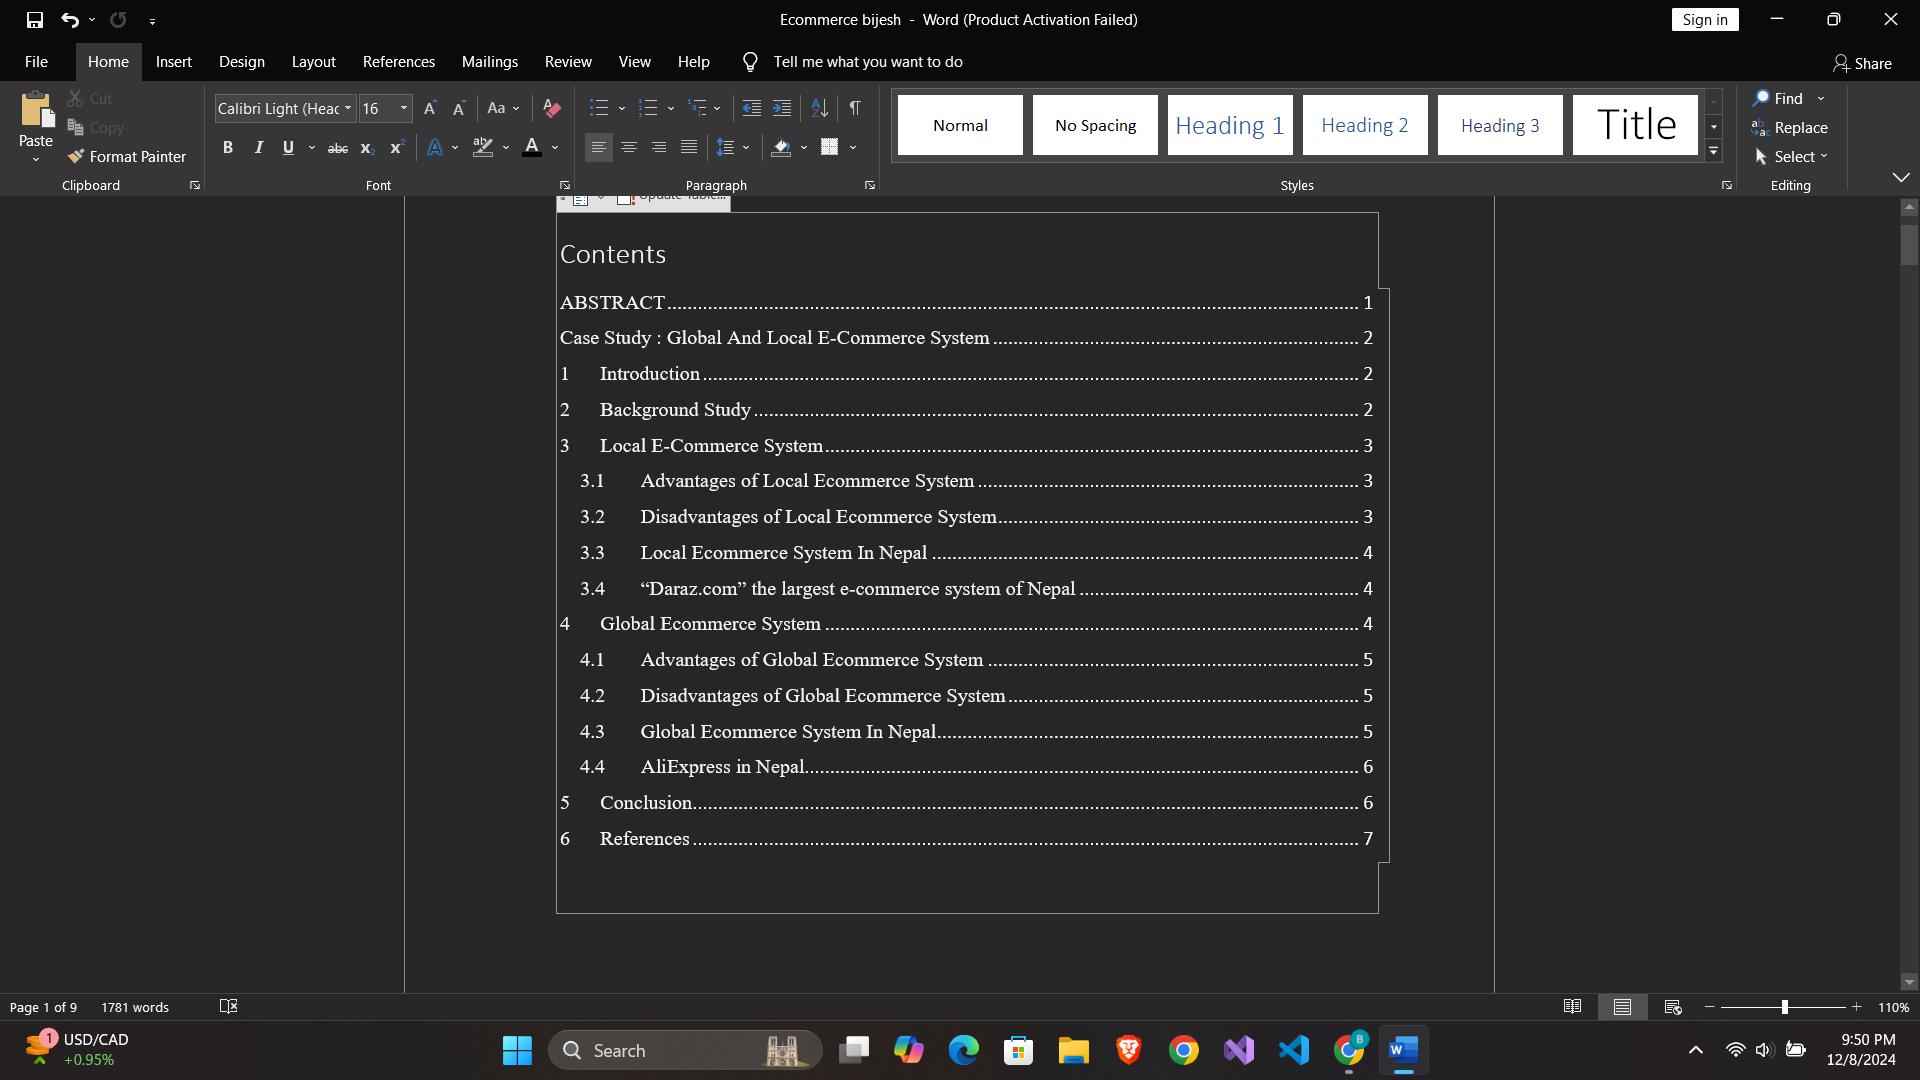 Ecommerce bijesh - Word (Product Activation Failed)
Sign in
File Home Insert Design Layout References Mailings Review View Help Tell me what you want to do
Share
Paste
Cut
Copy
Format Painter
Clipboard
Calibri Light (Head
16
Font
Paragraph
Normal
No Spacing
Heading 1
Heading 2
Heading 3
Title
Styles
Find
Replace
Select
Editing
Update Table...
Contents
ABSTRACT 1
Case Study : Global And Local E-Commerce System 2
1 Introduction 2
2 Background Study 2
3 Local E-Commerce System 3
3.1 Advantages of Local Ecommerce System 3
3.2 Disadvantages of Local Ecommerce System 3
3.3 Local Ecommerce System In Nepal 4
3.4 “Daraz.com” the largest e-commerce system of Nepal 4
4 Global Ecommerce System 4
4.1 Advantages of Global Ecommerce System 5
4.2 Disadvantages of Global Ecommerce System 5
4.3 Global Ecommerce System In Nepal 5
4.4 AliExpress in Nepal 6
5 Conclusion 6
6 References 7
Page 1 of 9 1781 words
110%
1
USD/CAD
+0.95%
Search
9:50 PM
12/8/2024